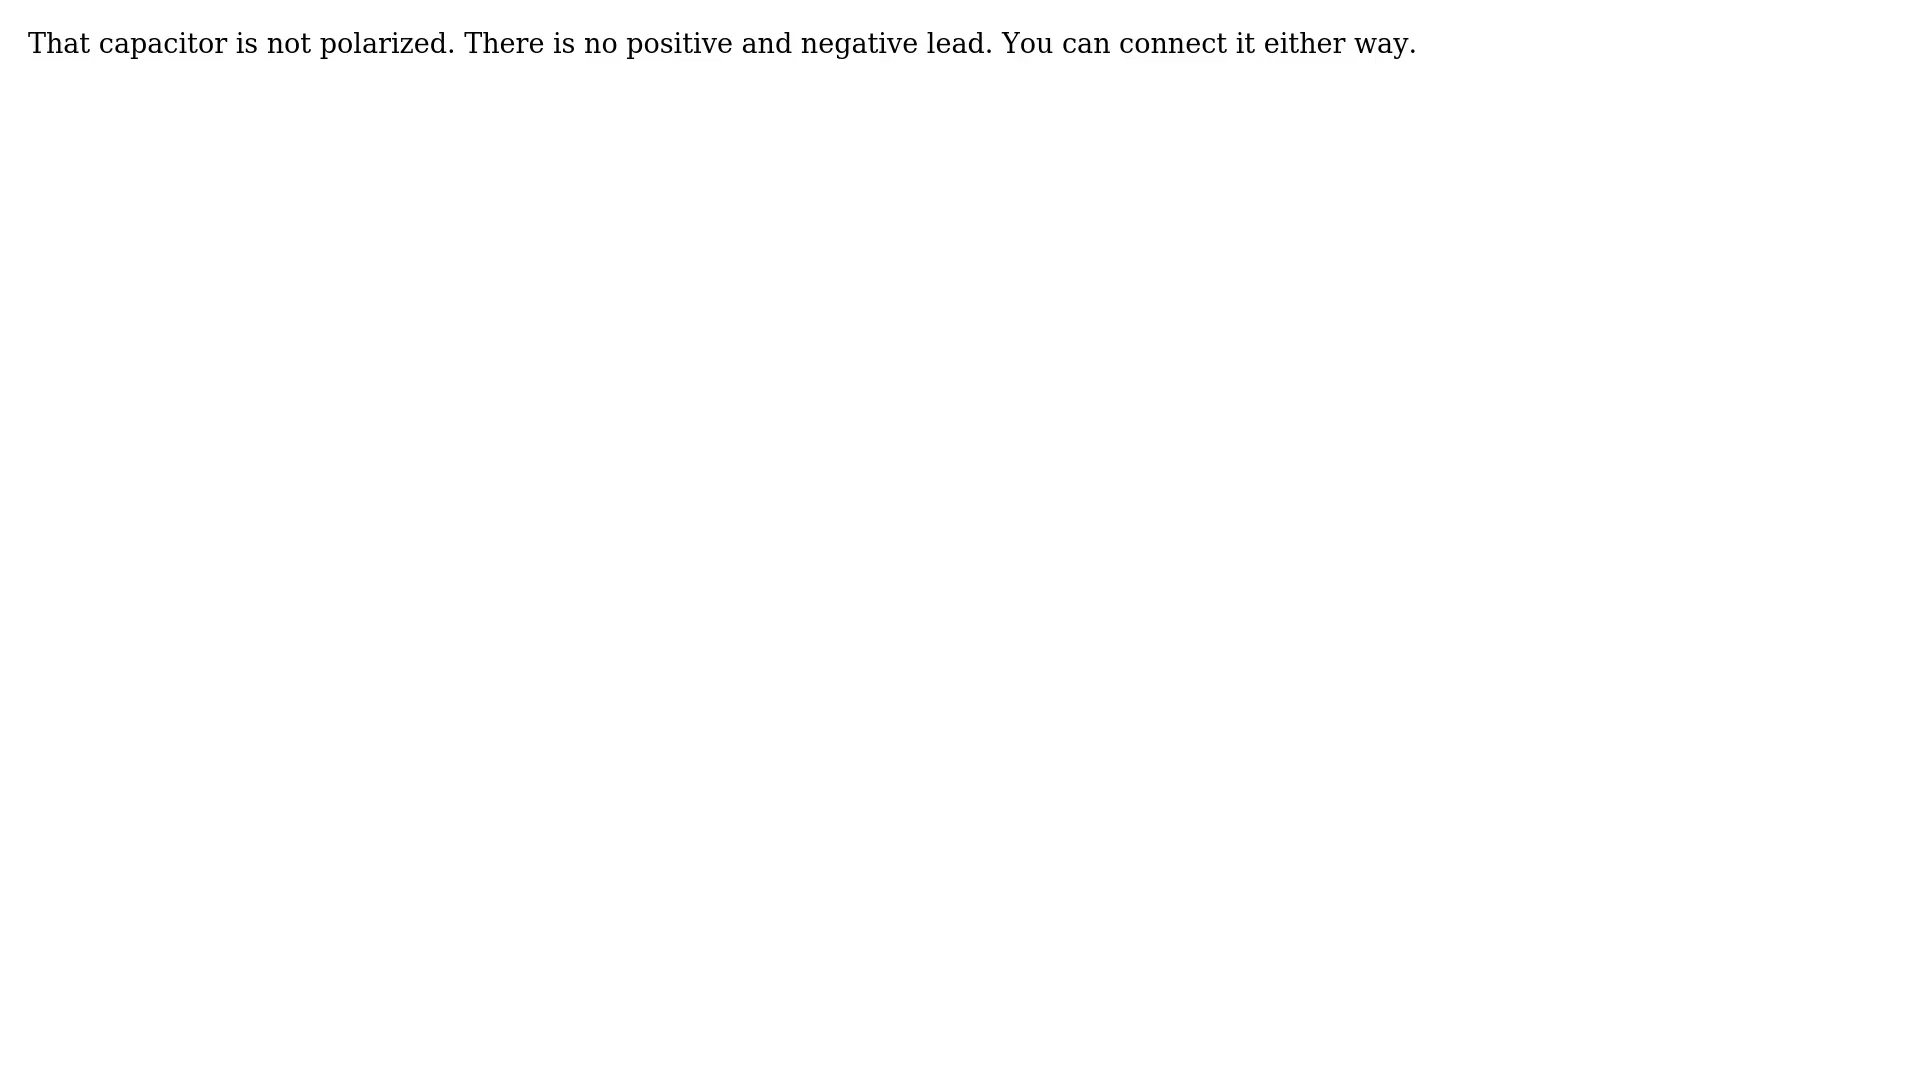 That capacitor is not polarized. There is no positive and negative lead. You can connect it either way.